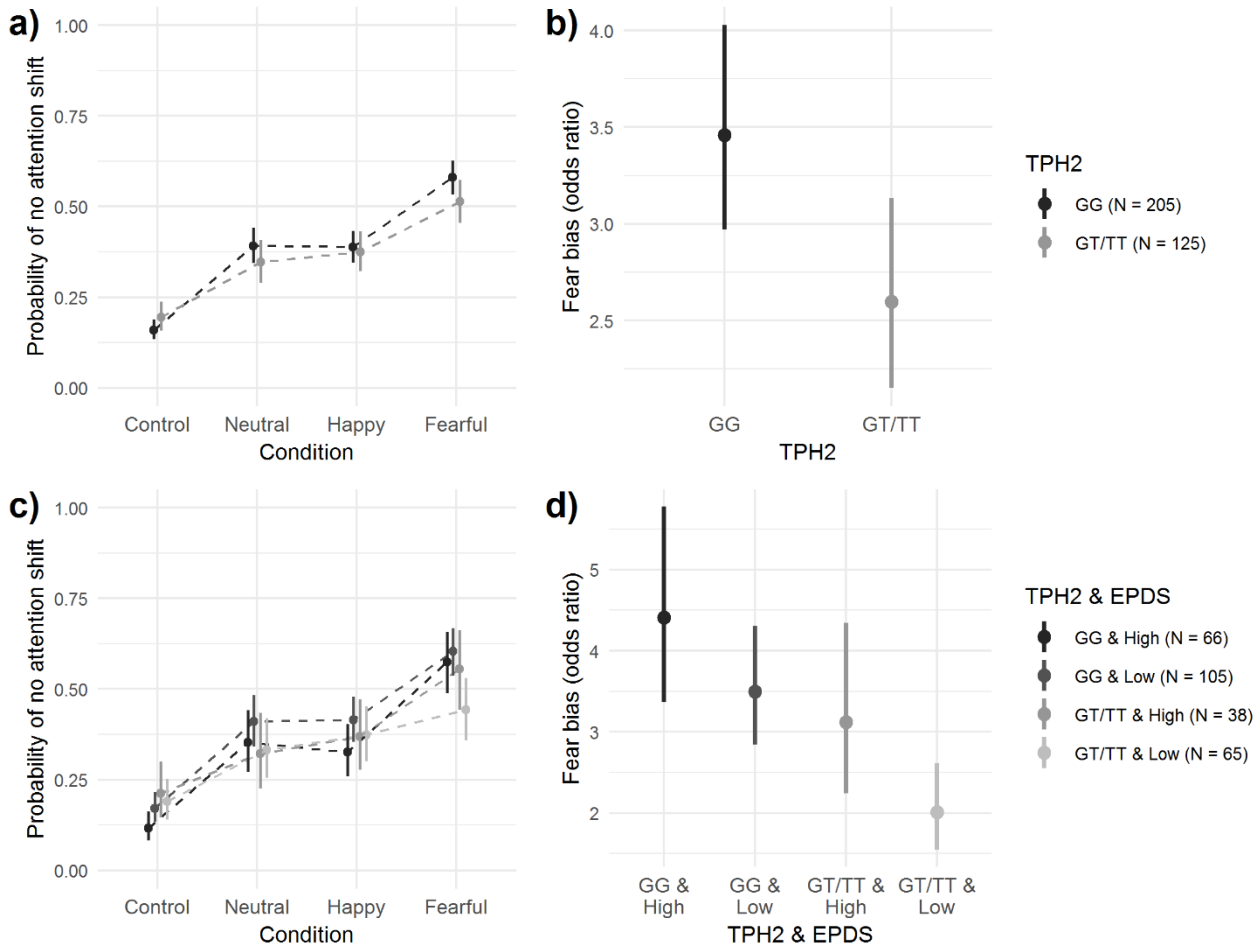 a)
Probability of no attention shift
1.00
0.75
0.50
0.25
0.00
Control Neutral Happy Fearful
Condition
b)
Fear bias (odds ratio)
4.0
3.5
3.0
2.5
GG GT/TT
TPH2
TPH2
GG (N = 205)
GT/TT (N = 125)
c)
Probability of no attention shift
1.00
0.75
0.50
0.25
0.00
Control Neutral Happy Fearful
Condition
d)
Fear bias (odds ratio)
5
4
3
2
GG & GG & GT/TT & GT/TT &
High Low High Low
TPH2 & EPDS
TPH2 & EPDS
GG & High (N = 66)
GG & Low (N = 105)
GT/TT & High (N = 38)
GT/TT & Low (N = 65)